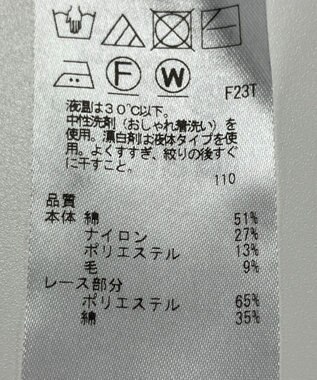 F W
F23T
液温は30℃以下。
中性洗剤(おしゃれ着洗い)を
使用。漂白剤は液体タイプを使
用。よくすすぎ、絞りの後すぐ
に干すこと。
110
品質
本体 綿 51%
ナイロン 27%
ポリエステル 13%
毛 9%
レース部分
ポリエステル 65%
綿 35%